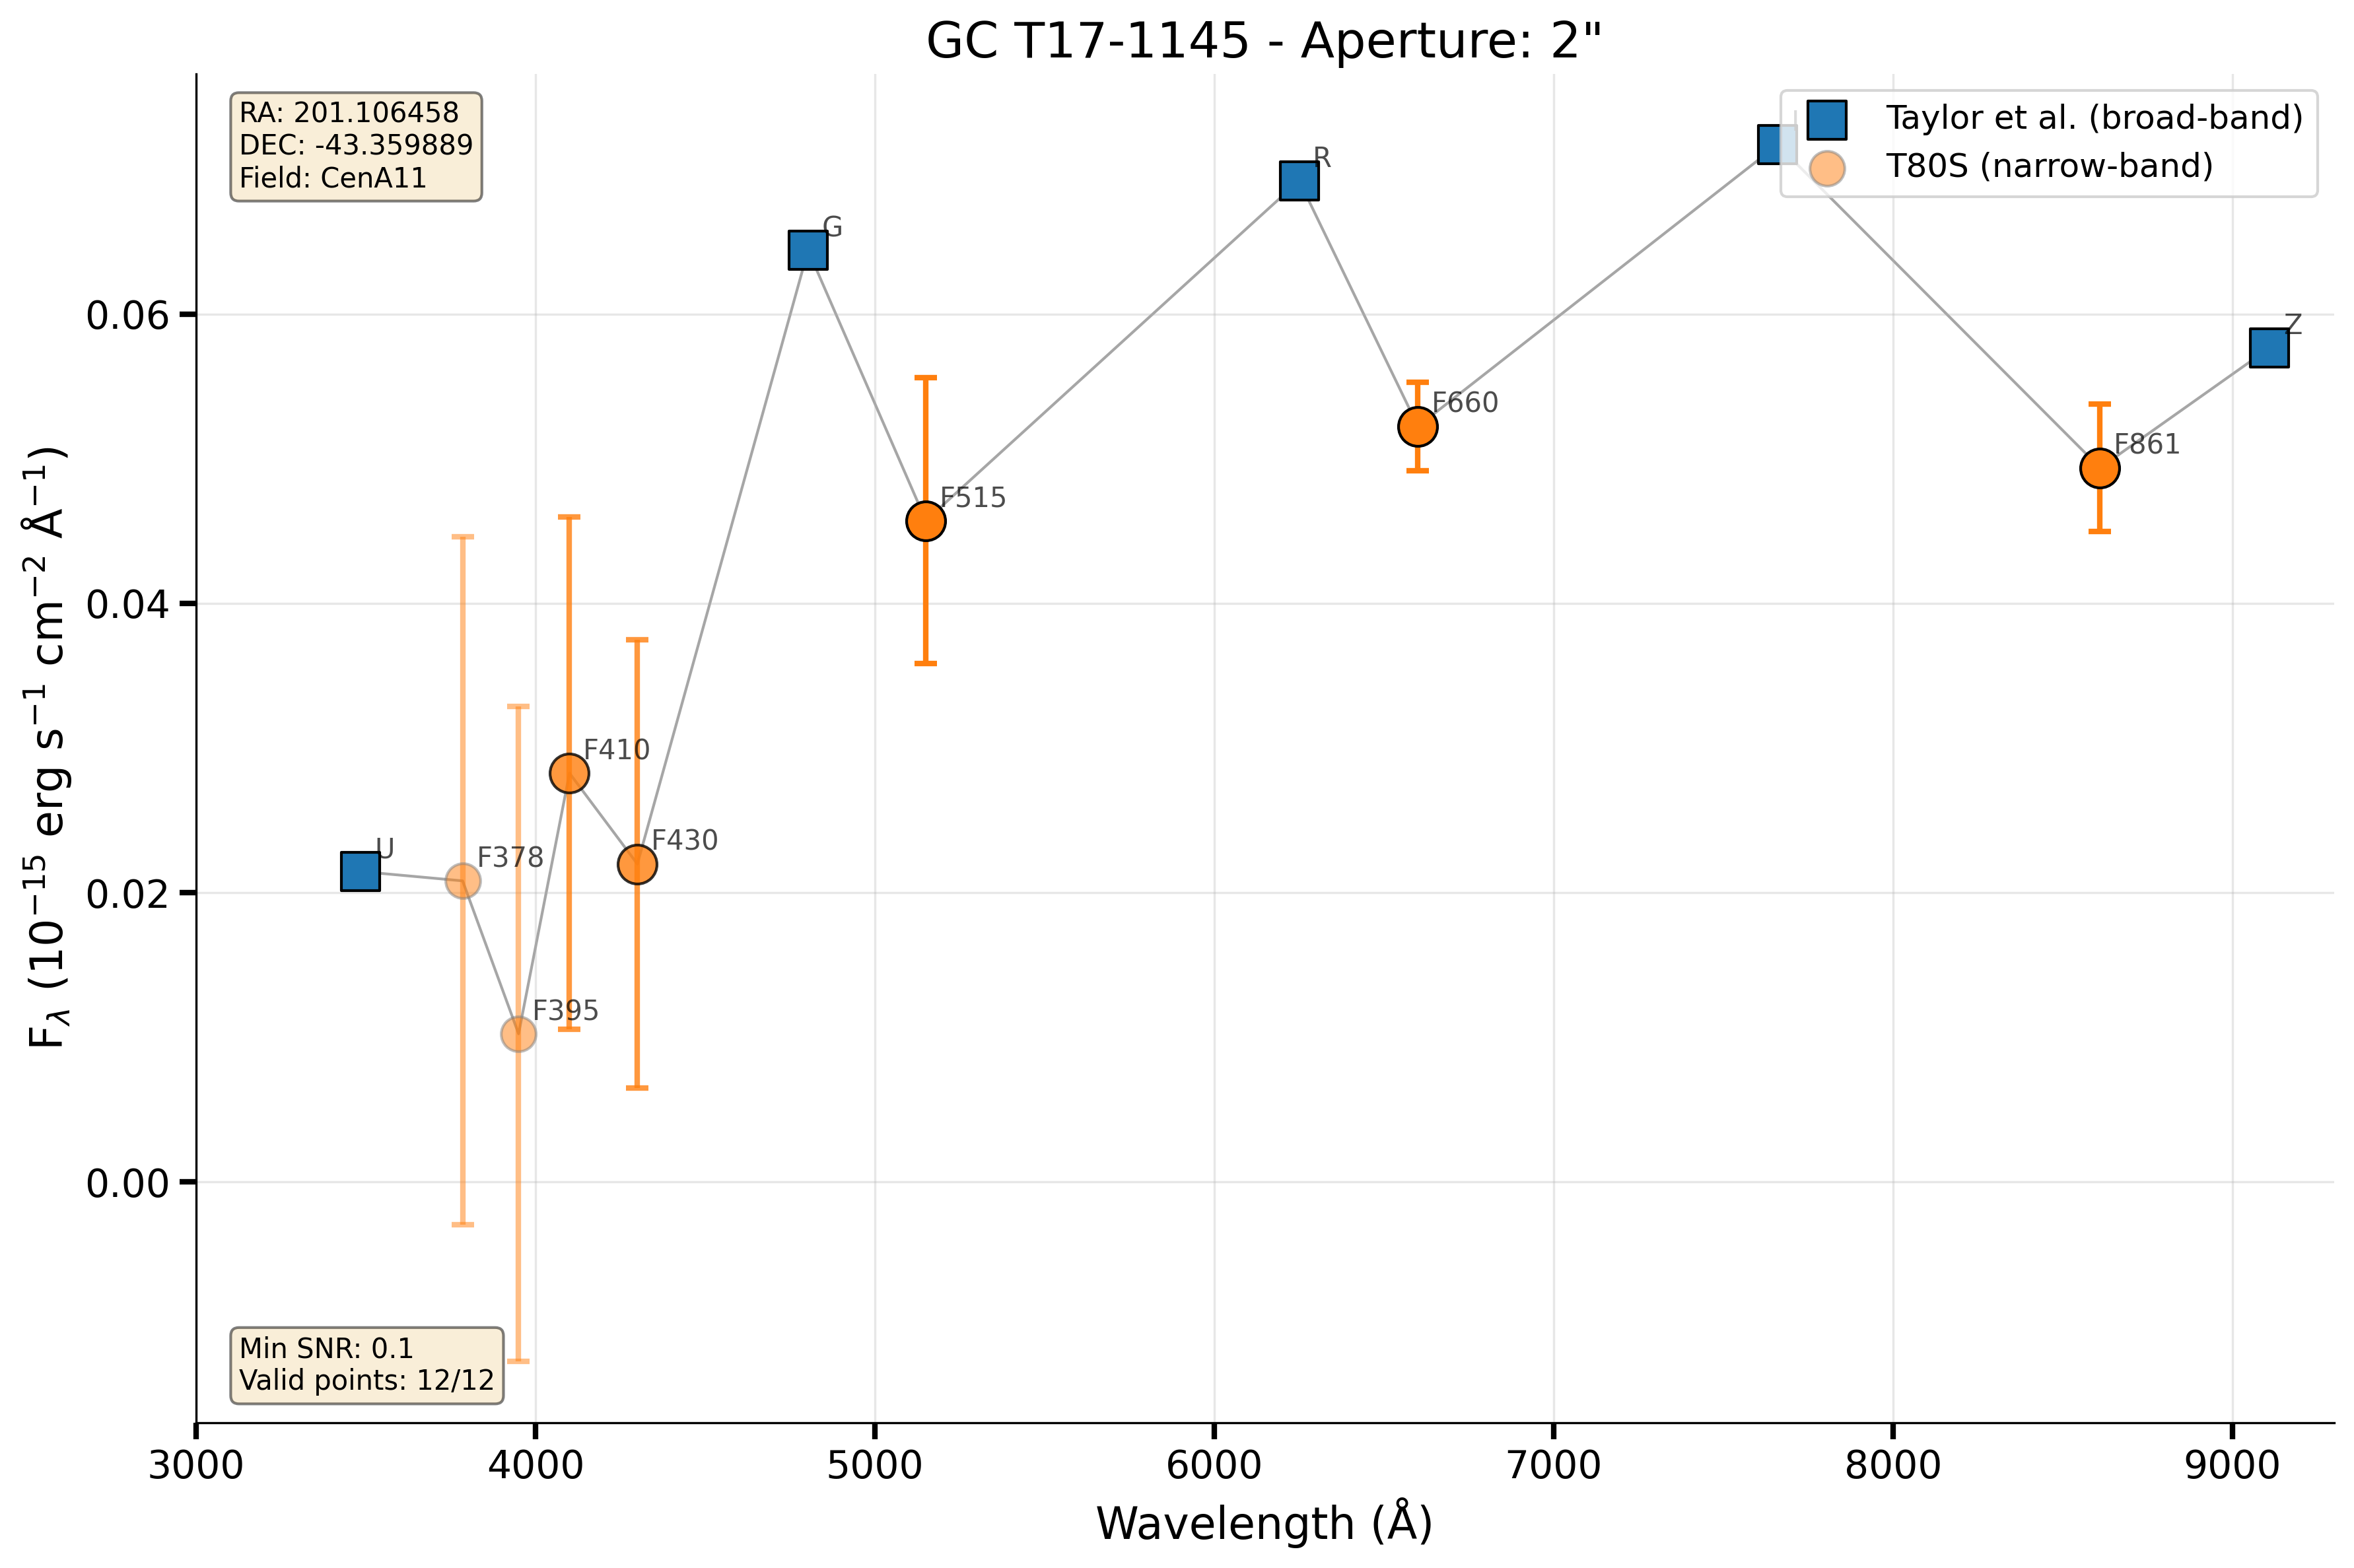 GC T17-1145 - Aperture: 2"
RA: 201.106458
DEC: -43.359889
Field: CenA11
Taylor et al. (broad-band)
T80S (narrow-band)
R
G
Z
F660
F861
F515
F410
F430
U
F378
F395
Min SNR: 0.1
Valid points: 12/12
0.06
0.04
0.02
0.00
F_λ (10⁻¹⁵ erg s⁻¹ cm⁻² Å⁻¹)
3000 4000 5000 6000 7000 8000 9000
Wavelength (Å)